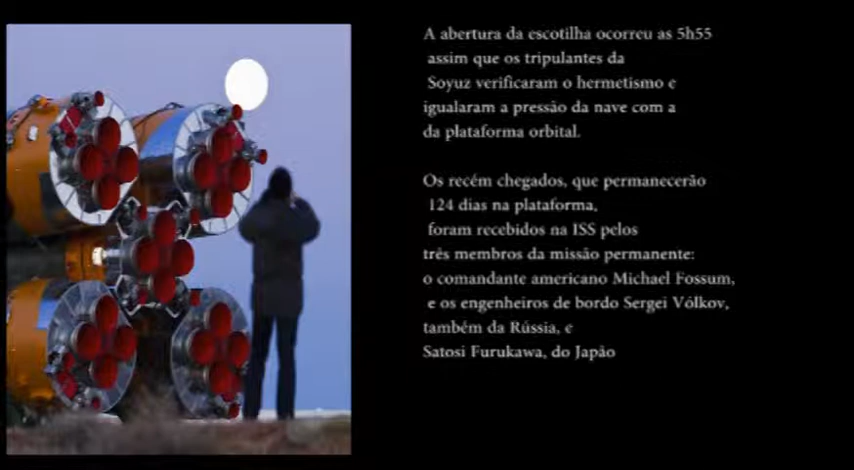 A abertura da escotilha ocorreu as 5h55
assim que os tripulantes da
Soyuz verificaram o hermetismo e
igualaram a pressão da nave com a
da plataforma orbital.
Os recém chegados, que permanecerão
124 dias na plataforma,
foram recebidos na ISS pelos
três membros da missão permanente:
o comandante americano Michael Fossum,
e os engenheiros de bordo Sergei Vólkov,
também da Rússia, e
Satosi Furukawa, do Japão